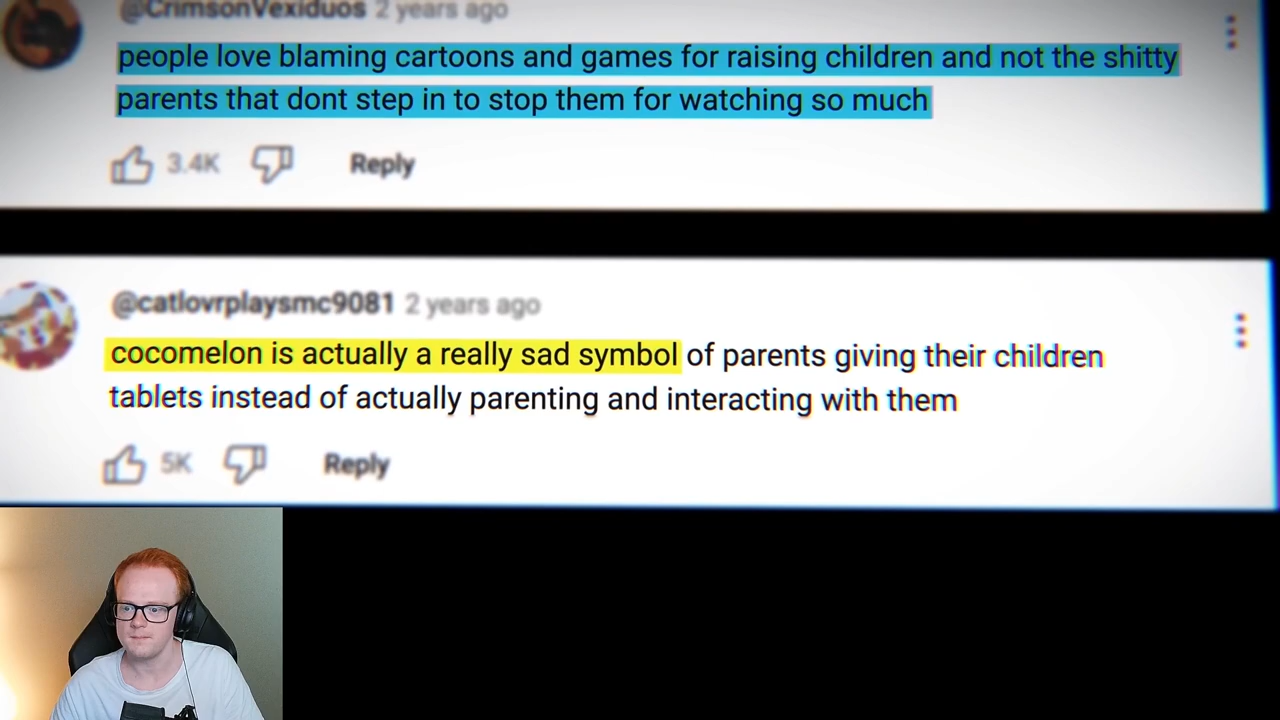 @CrimsonVexiduos 2 years ago
people love blaming cartoons and games for raising children and not the shitty
parents that dont step in to stop them for watching so much
3.4K Reply
@catlovrplaysmc9081 2 years ago
cocomelon is actually a really sad symbol of parents giving their children
tablets instead of actually parenting and interacting with them
5K Reply